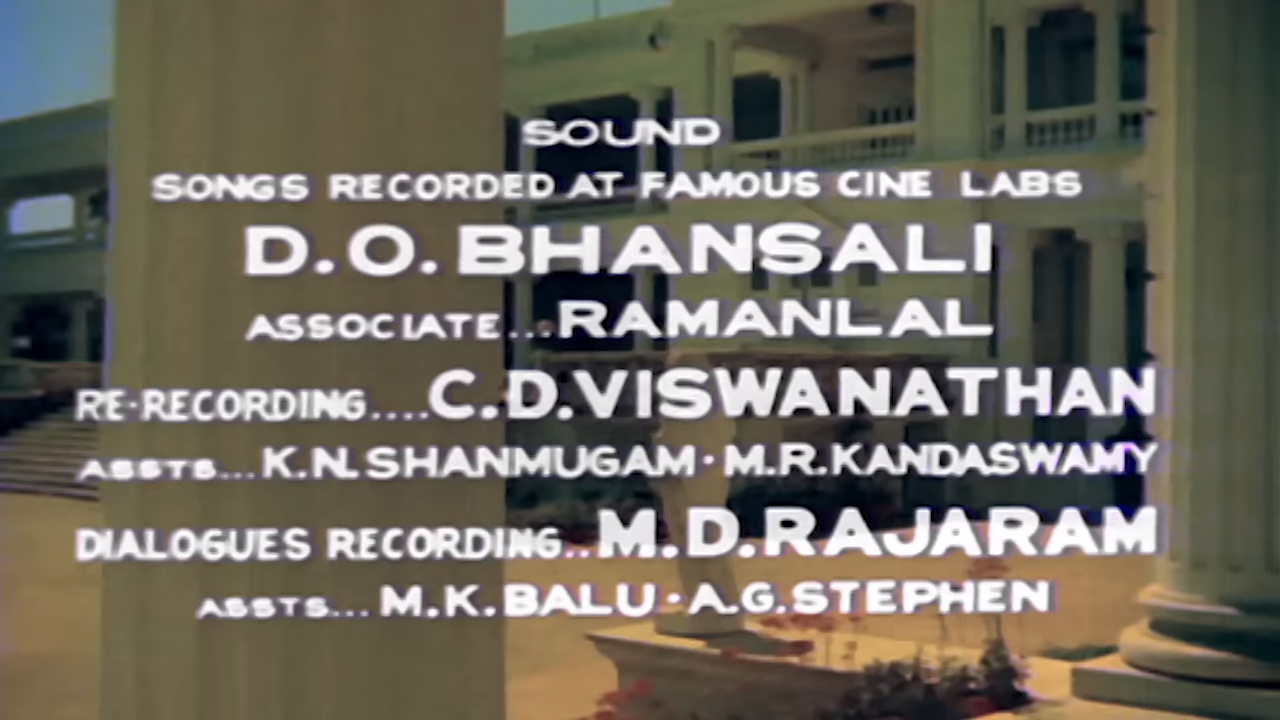 SOUND
SONGS RECORDED AT FAMOUS CINE LABS
D.O. BHANSALI
ASSOCIATE... RAMANLAL
RE-RECORDING.... C.D. VISWANATHAN
ASSTS... K.N. SHANMUGAM · M.R. KANDASWAMY
DIALOGUES RECORDING.. M.D. RAJARAM
ASSTS... M.K. BALU · A.G. STEPHEN